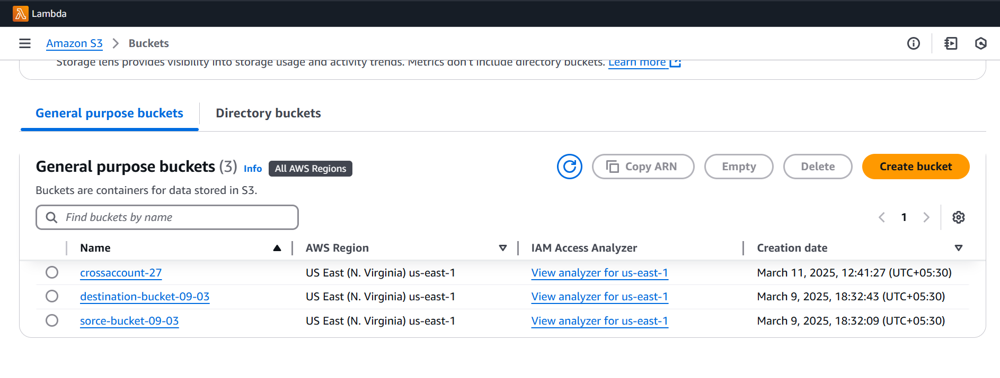 Lambda
Amazon S3 > Buckets
Storage lens provides visibility into storage usage and activity trends. Metrics don't include directory buckets. Learn more
General purpose buckets
Directory buckets
General purpose buckets (3) Info All AWS Regions
Copy ARN
Empty
Delete
Create bucket
Buckets are containers for data stored in S3.
Find buckets by name
1
Name AWS Region IAM Access Analyzer Creation date
crossaccount-27 US East (N. Virginia) us-east-1 View analyzer for us-east-1 March 11, 2025, 12:41:27 (UTC+05:30)
destination-bucket-09-03 US East (N. Virginia) us-east-1 View analyzer for us-east-1 March 9, 2025, 18:32:43 (UTC+05:30)
sorce-bucket-09-03 US East (N. Virginia) us-east-1 View analyzer for us-east-1 March 9, 2025, 18:32:09 (UTC+05:30)